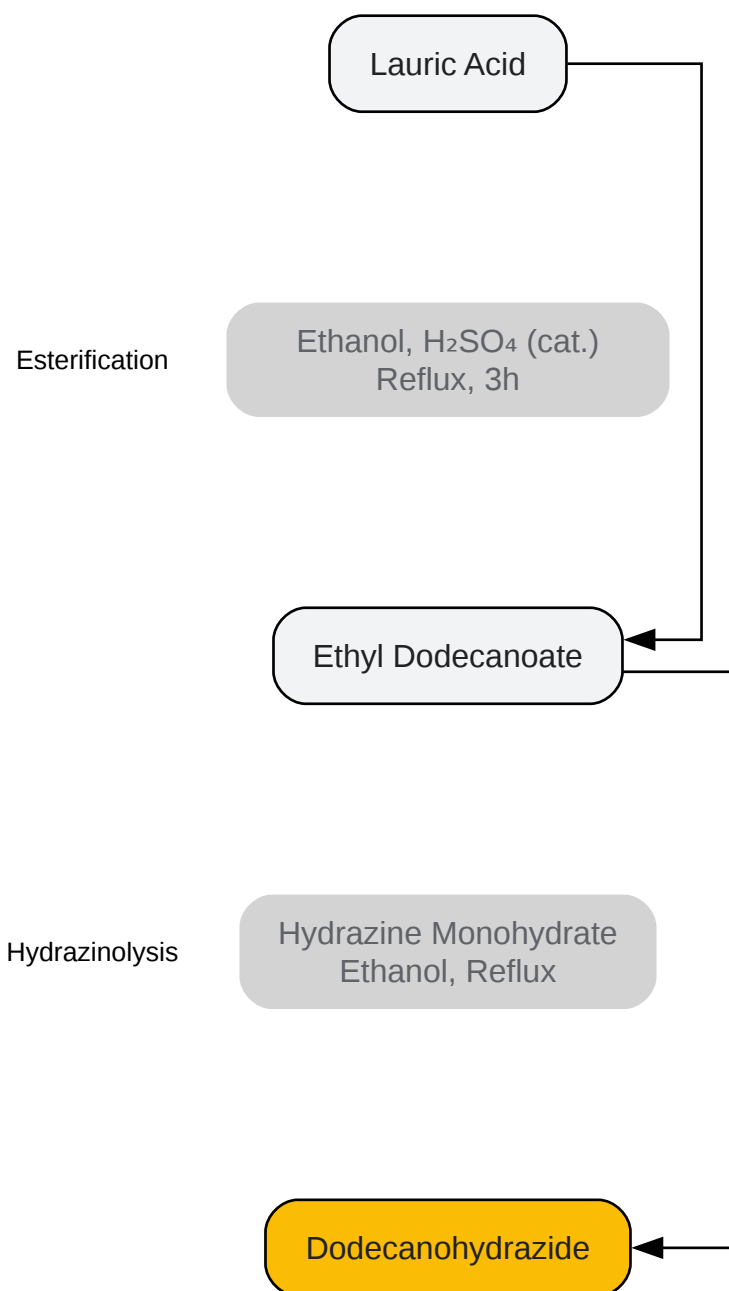 Lauric Acid
Esterification
Ethanol, H₂SO₄ (cat.)
Reflux, 3h
Ethyl Dodecanoate
Hydrazinolysis
Hydrazine Monohydrate
Ethanol, Reflux
Dodecanohydrazide